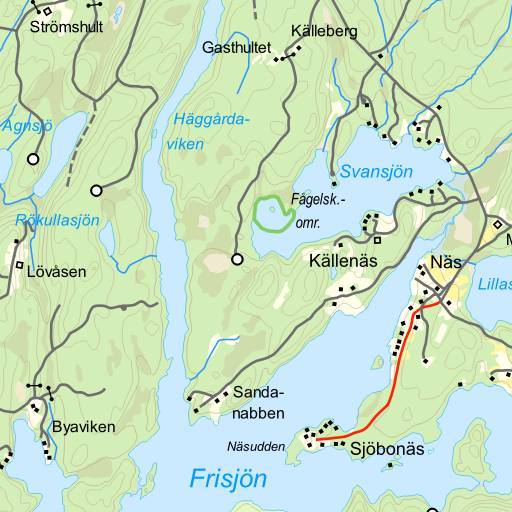 Strömshult
Källeberg
Gasthultet
Agnsjö
Häggårda-
viken
Svansjön
Fågelsk.-
omr.
Rökullasjön
Lövåsen
Källenäs
Näs
Lillas
Sanda-
nabben
Byaviken
Näsudden
Sjöbonäs
Frisjön